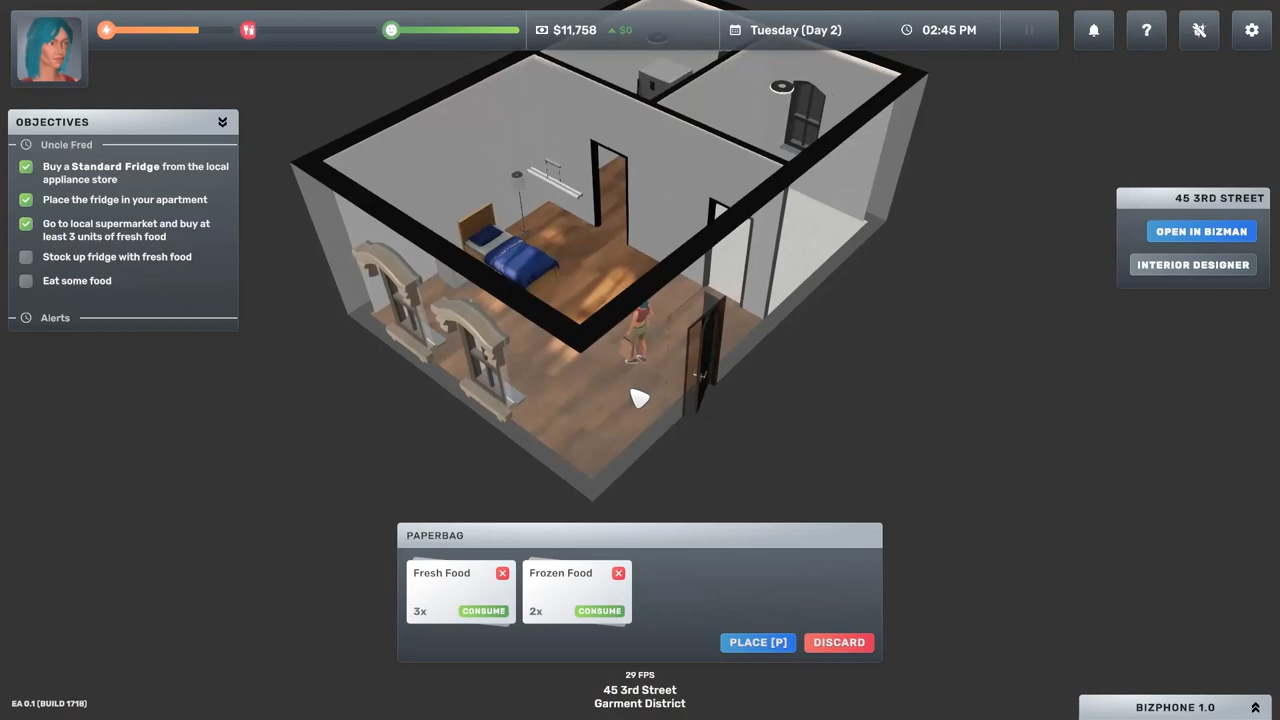 $11,758 ▲ $0
Tuesday (Day 2)
02:45 PM
?
OBJECTIVES
Uncle Fred
Buy a Standard Fridge from the local
appliance store
Place the fridge in your apartment
Go to local supermarket and buy at
least 3 units of fresh food
Stock up fridge with fresh food
Eat some food
Alerts
45 3RD STREET
OPEN IN BIZMAN
INTERIOR DESIGNER
PAPERBAG
Fresh Food
3x CONSUME
Frozen Food
2x CONSUME
PLACE [P] DISCARD
29 FPS
45 3rd Street
Garment District
EA 0.1 (BUILD 1718)
BIZPHONE 1.0